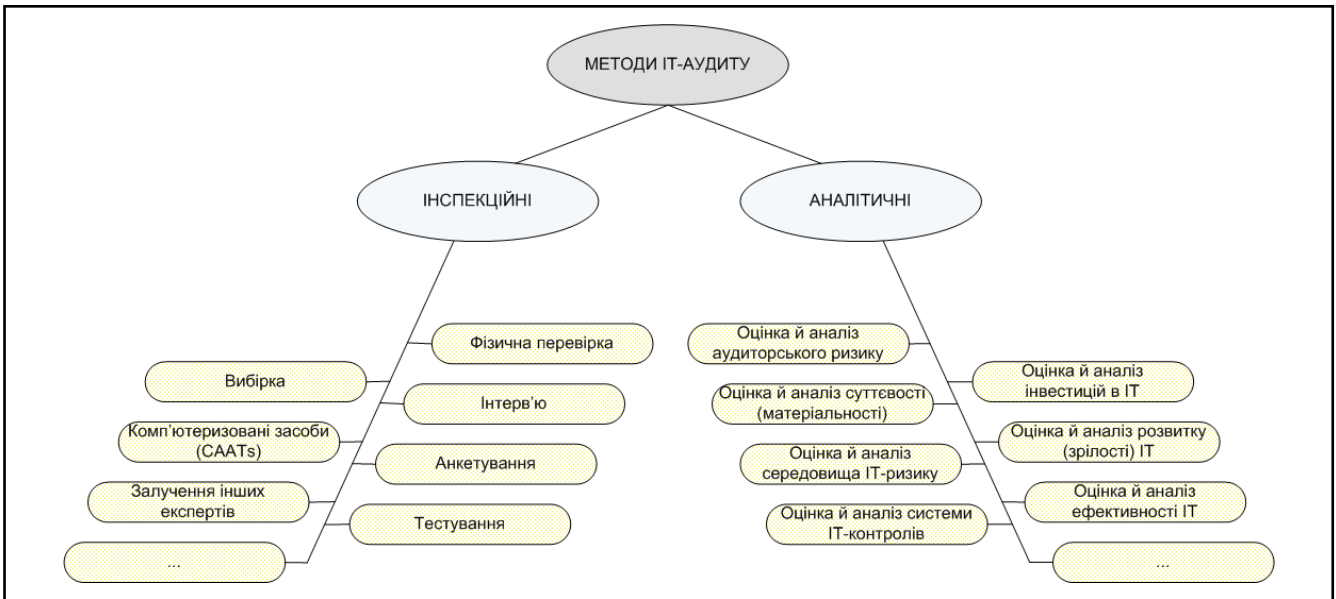 МЕТОДИ ІТ-АУДИТУ
ІНСПЕКЦІЙНІ
АНАЛІТИЧНІ
Фізична перевірка
Вибірка
Інтерв'ю
Комп'ютеризовані засоби
(CAATs)
Анкетування
Залучення інших
експертів
Тестування
...
Оцінка й аналіз
аудиторського ризику
Оцінка й аналіз
інвестицій в ІТ
Оцінка й аналіз суттєвості
(матеріальності)
Оцінка й аналіз розвитку
(зрілості) ІТ
Оцінка й аналіз
середовища ІТ-ризику
Оцінка й аналіз
ефективності ІТ
Оцінка й аналіз системи
ІТ-контролів
...